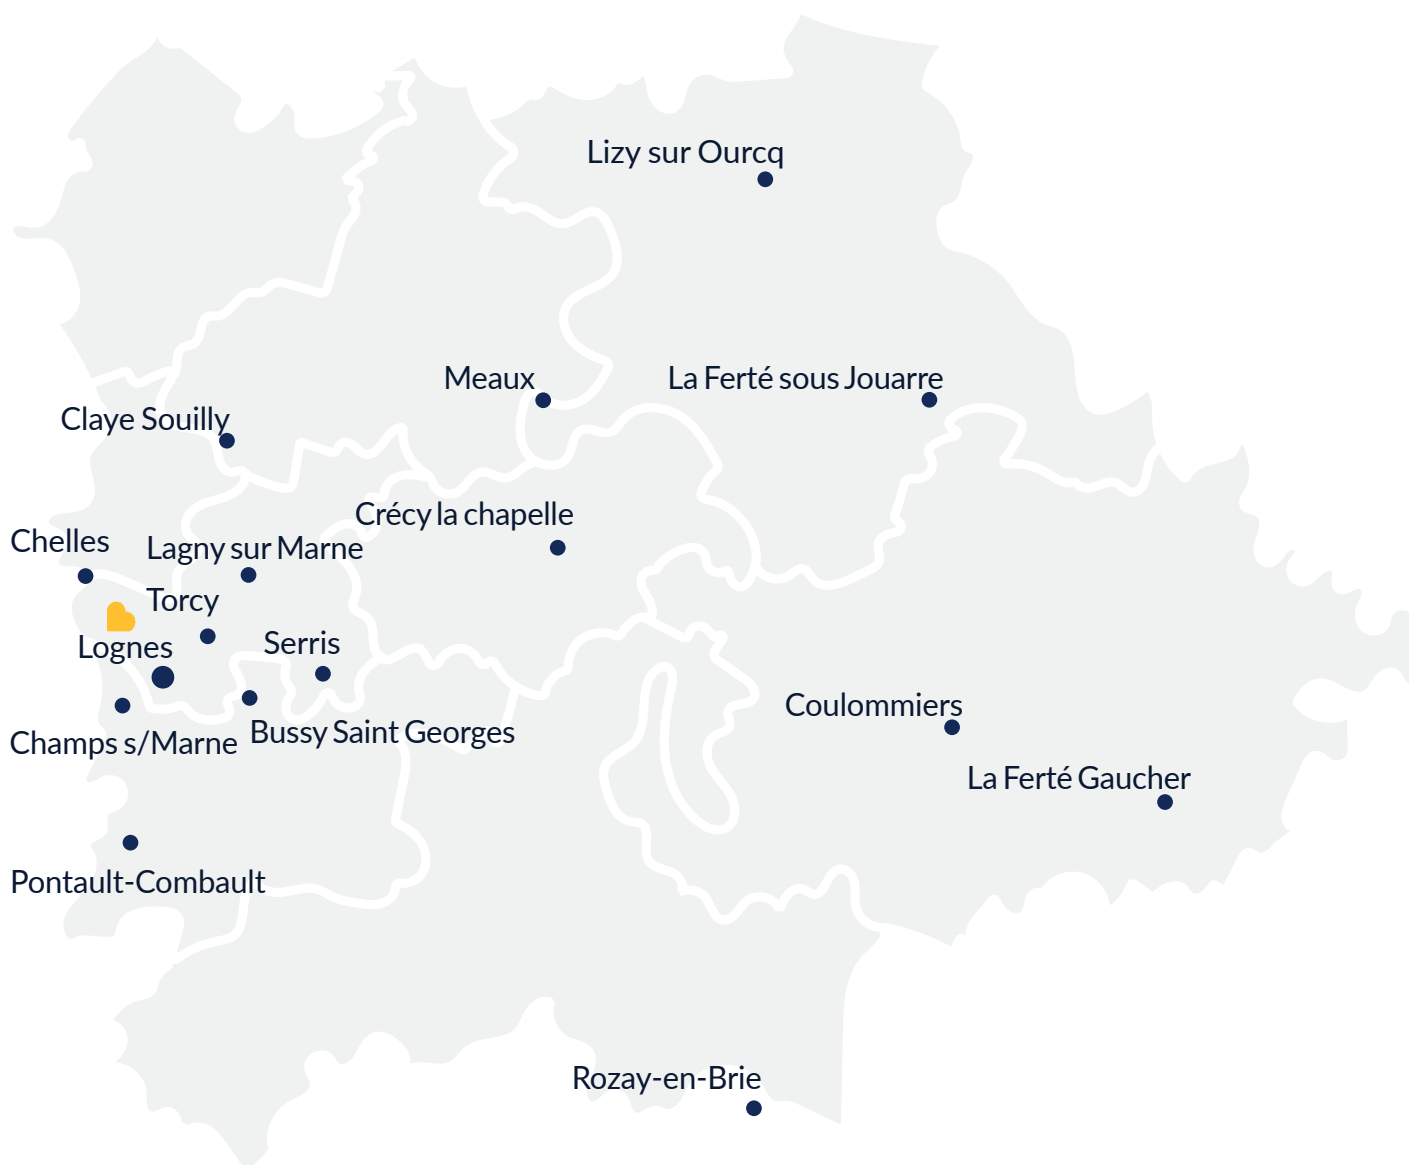 Lizy sur Ourcq
Meaux
La Ferté sous Jouarre
Claye Souilly
Crécy la chapelle
Chelles
Lagny sur Marne
Torcy
Lognes
Serris
Coulommiers
Bussy Saint Georges
Champs s/Marne
La Ferté Gaucher
Pontault-Combault
Rozay-en-Brie